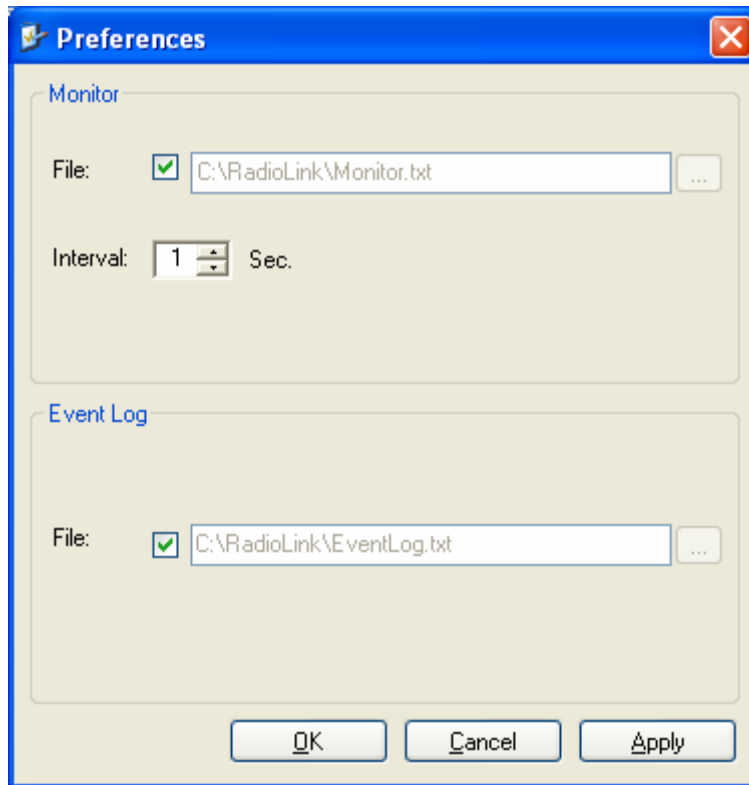 Preferences
Monitor
File: C:\RadioLink\Monitor.txt ...
Interval: 1 Sec.
Event Log
File: C:\RadioLink\EventLog.txt ...
OK Cancel Apply